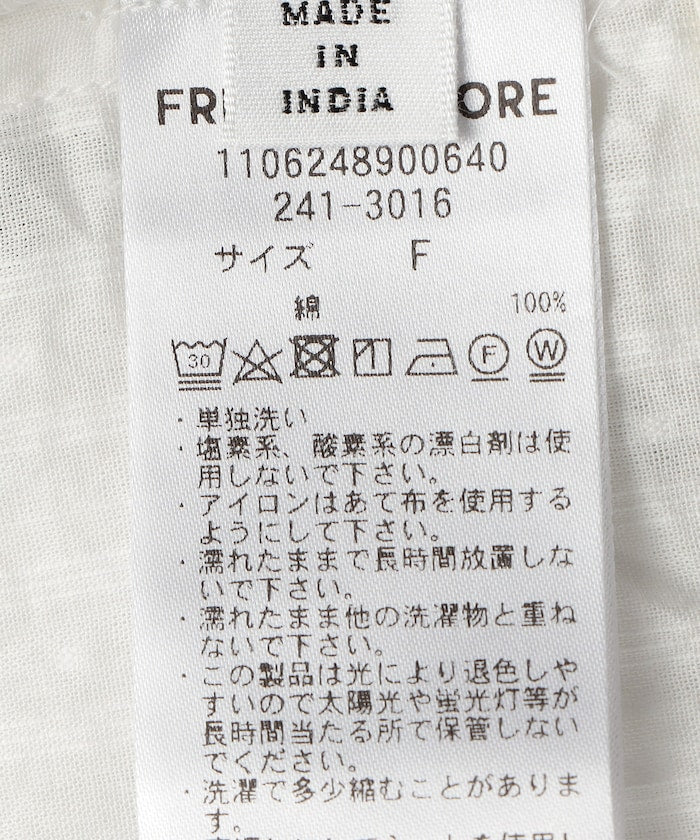 MADE
iN
INDIA
FR ORE
1106248900640
241-3016
サイズ F
綿 100%
30 F W
・単独洗い
・塩素系、酸素系の漂白剤は使
用しないで下さい。
・アイロンはあて布を使用する
ようにして下さい。
・濡れたままで長時間放置しな
いで下さい。
・濡れたまま他の洗濯物と重ね
ないで下さい。
・この製品は光により退色しや
すいので太陽光や蛍光灯等が
長時間当たる所で保管しない
でください。
・洗濯で多少縮むことがありま
す。